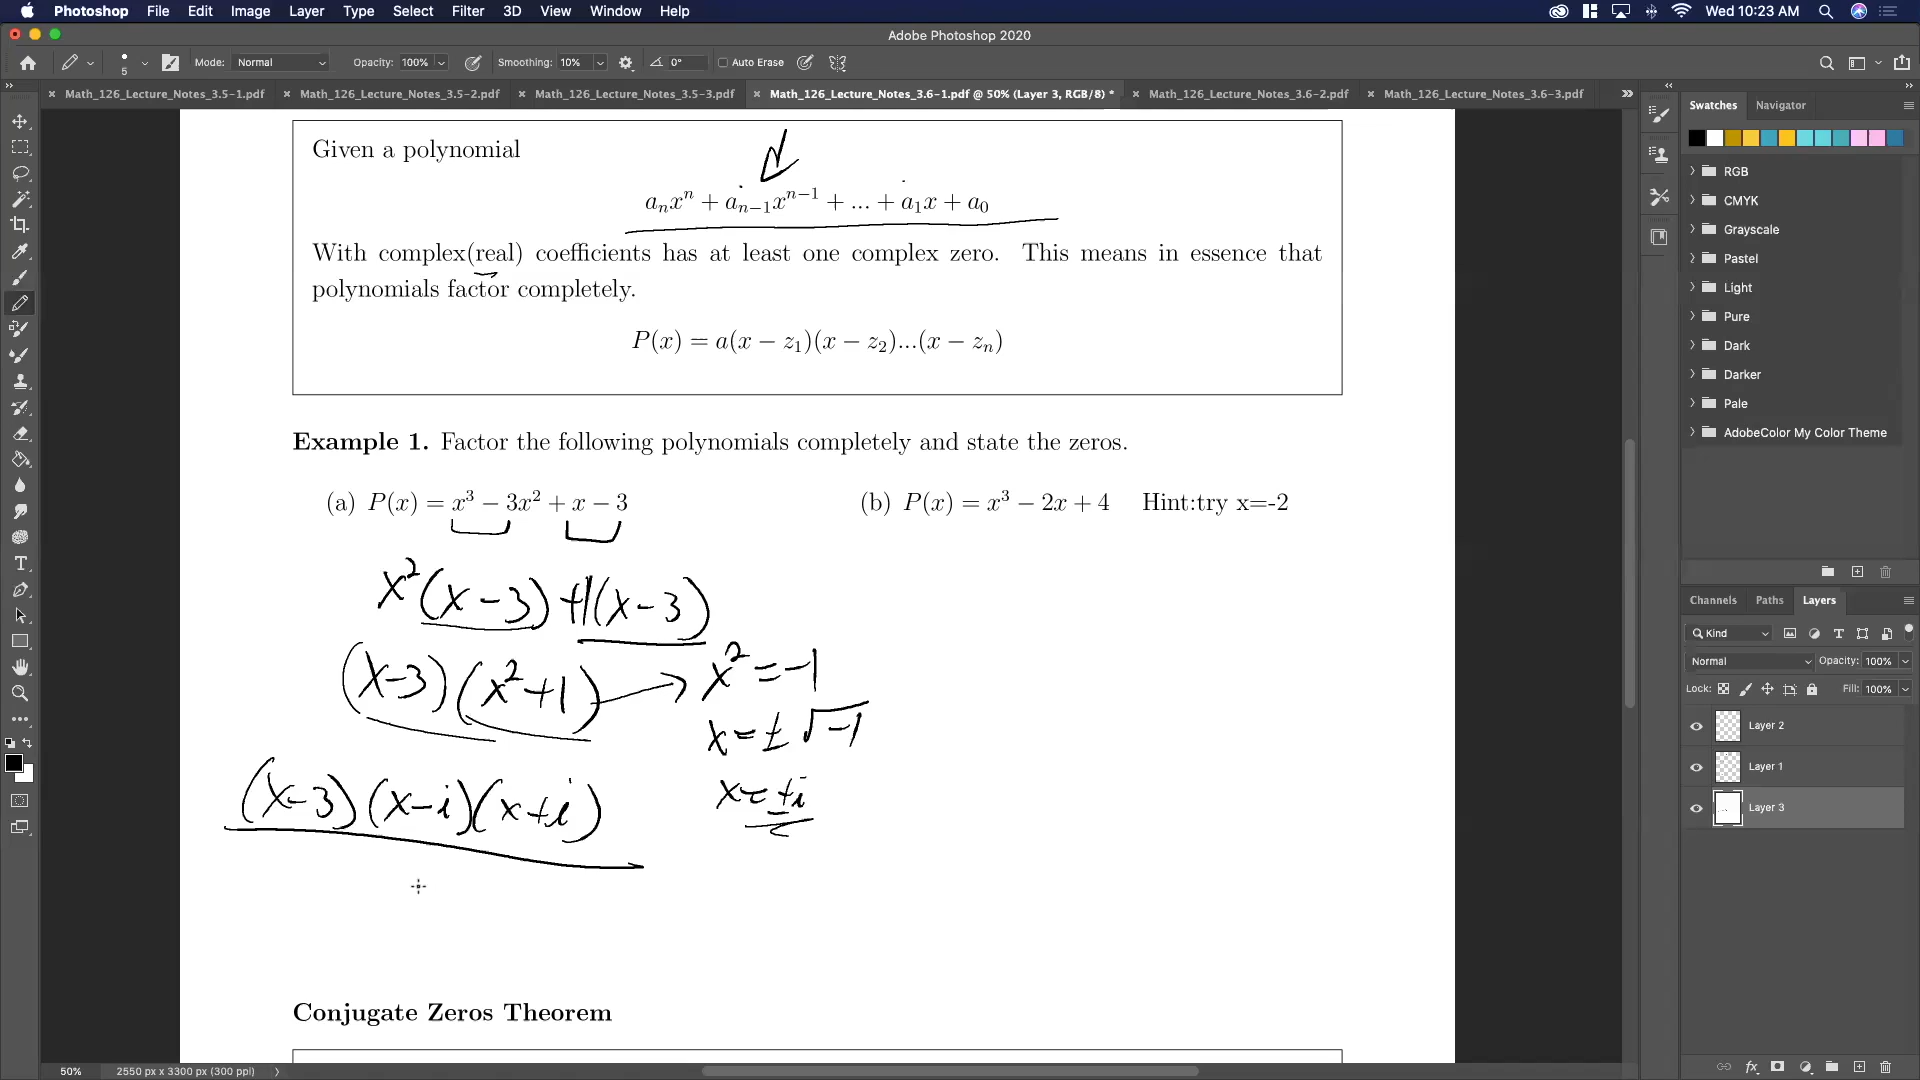 Photoshop File Edit Image Layer Type Select Filter 3D View Window Help Wed 10:23 AM
Adobe Photoshop 2020
5 Mode: Normal Opacity: 100% Smoothing: 10% 0° Auto Erase
Math_126_Lecture_Notes_3.5-1.pdf Math_126_Lecture_Notes_3.5-2.pdf Math_126_Lecture_Notes_3.5-3.pdf Math_126_Lecture_Notes_3.6-1.pdf @ 50% (Layer 3, RGB/8) * Math_126_Lecture_Notes_3.6-2.pdf Math_126_Lecture_Notes_3.6-3.pdf
Given a polynomial
aₙxⁿ + aₙ₋₁xⁿ⁻¹ + ... + a₁x + a₀
With complex(real) coefficients has at least one complex zero. This means in essence that
polynomials factor completely.
P(x) = a(x − z₁)(x − z₂)...(x − zₙ)
Example 1. Factor the following polynomials completely and state the zeros.
(a) P(x) = x³ − 3x² + x − 3
(b) P(x) = x³ − 2x + 4 Hint:try x=-2
x²(x-3) +1(x-3)
(x-3)(x²+1) → x² = -1
x = ± √-1
x = ±i
(x-3)(x-i)(x+i)
Conjugate Zeros Theorem
50% 2550 px x 3300 px (300 ppi)
Swatches Navigator
RGB
CMYK
Grayscale
Pastel
Light
Pure
Dark
Darker
Pale
AdobeColor My Color Theme
Channels Paths Layers
Kind
Normal Opacity: 100%
Lock: Fill: 100%
Layer 2
Layer 1
Layer 3
fx